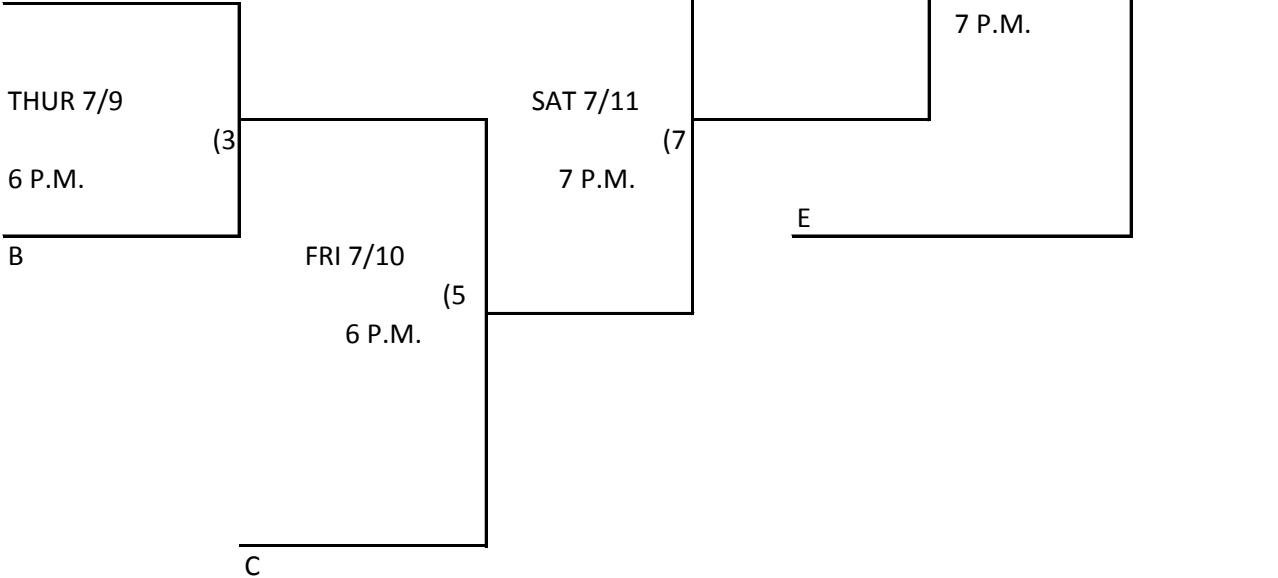 7 P.M.
THUR 7/9
SAT 7/11
(3
(7
6 P.M.
7 P.M.
E
B
FRI 7/10
(5
6 P.M.
C